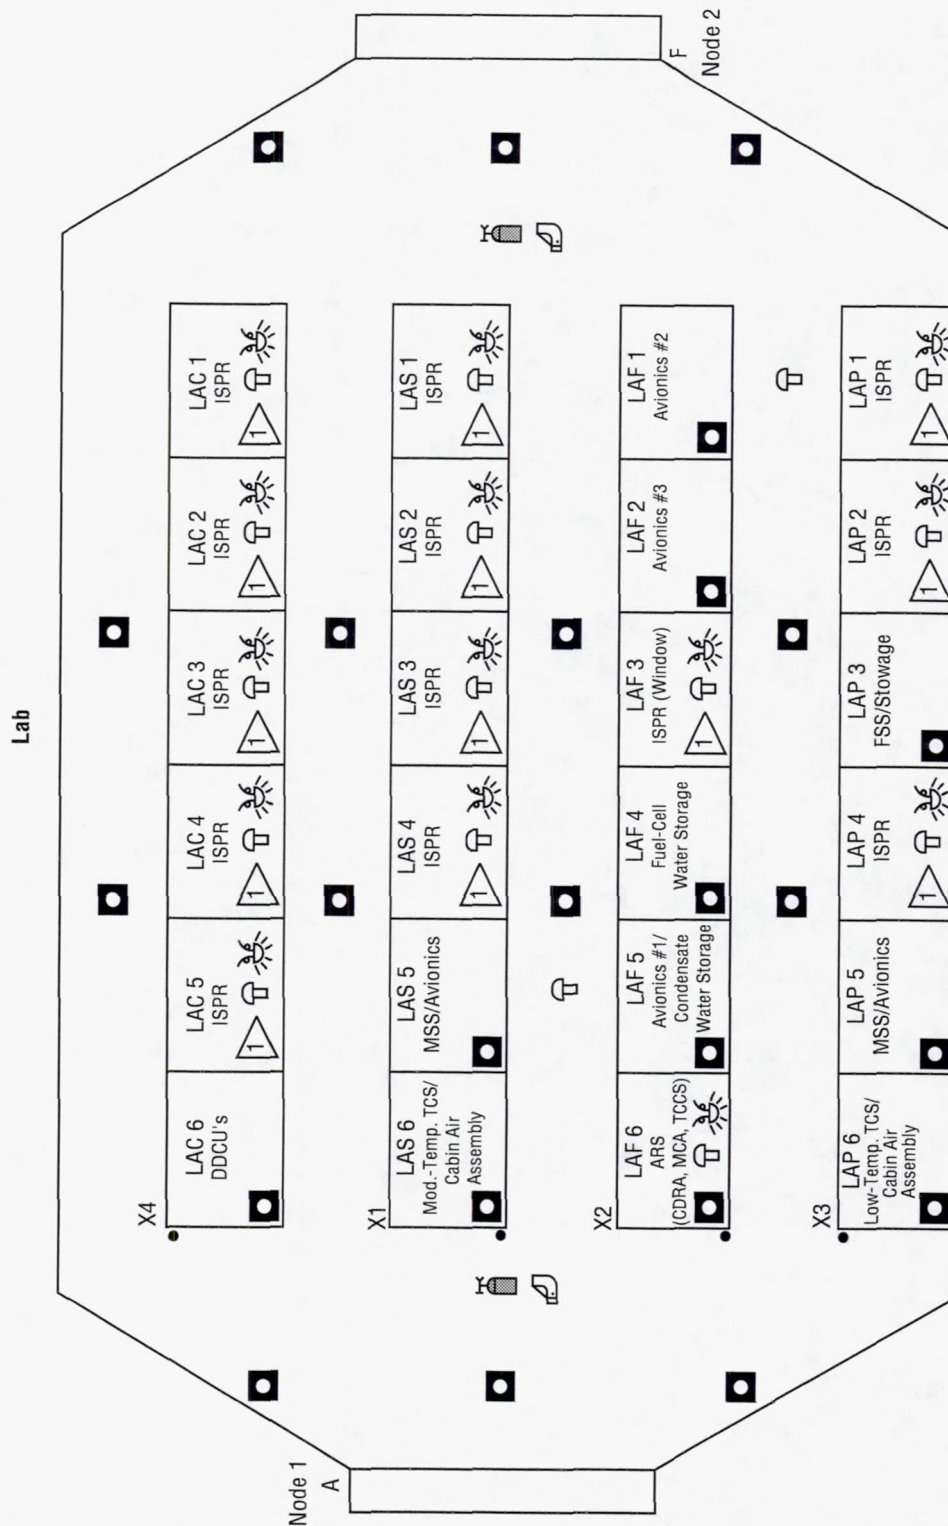 Lab
Node 1
A
F
Node 2
X4
LAC 6
DDCU's
LAC 5
ISPR
1
LAC 4
ISPR
1
LAC 3
ISPR
1
LAC 2
ISPR
1
LAC 1
ISPR
1
X1
LAS 6
Mod.-Temp. TCS/
Cabin Air
Assembly
LAS 5
MSS/Avionics
LAS 4
ISPR
1
LAS 3
ISPR
1
LAS 2
ISPR
1
LAS 1
ISPR
1
X2
LAF 6
ARS
(CDRA, MCA, TCCS)
LAF 5
Avionics #1/
Condensate
Water Storage
LAF 4
Fuel-Cell
Water Storage
LAF 3
ISPR (Window)
1
LAF 2
Avionics #3
LAF 1
Avionics #2
X3
LAP 6
Low-Temp. TCS/
Cabin Air
Assembly
LAP 5
MSS/Avionics
LAP 4
ISPR
1
LAP 3
FSS/Stowage
LAP 2
ISPR
1
LAP 1
ISPR
1